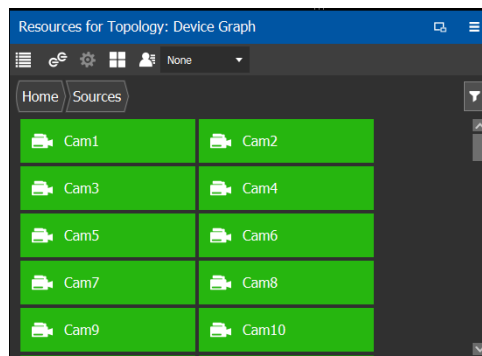 Resources for Topology: Device Graph
None
Home Sources
Cam1 Cam2
Cam3 Cam4
Cam5 Cam6
Cam7 Cam8
Cam9 Cam10